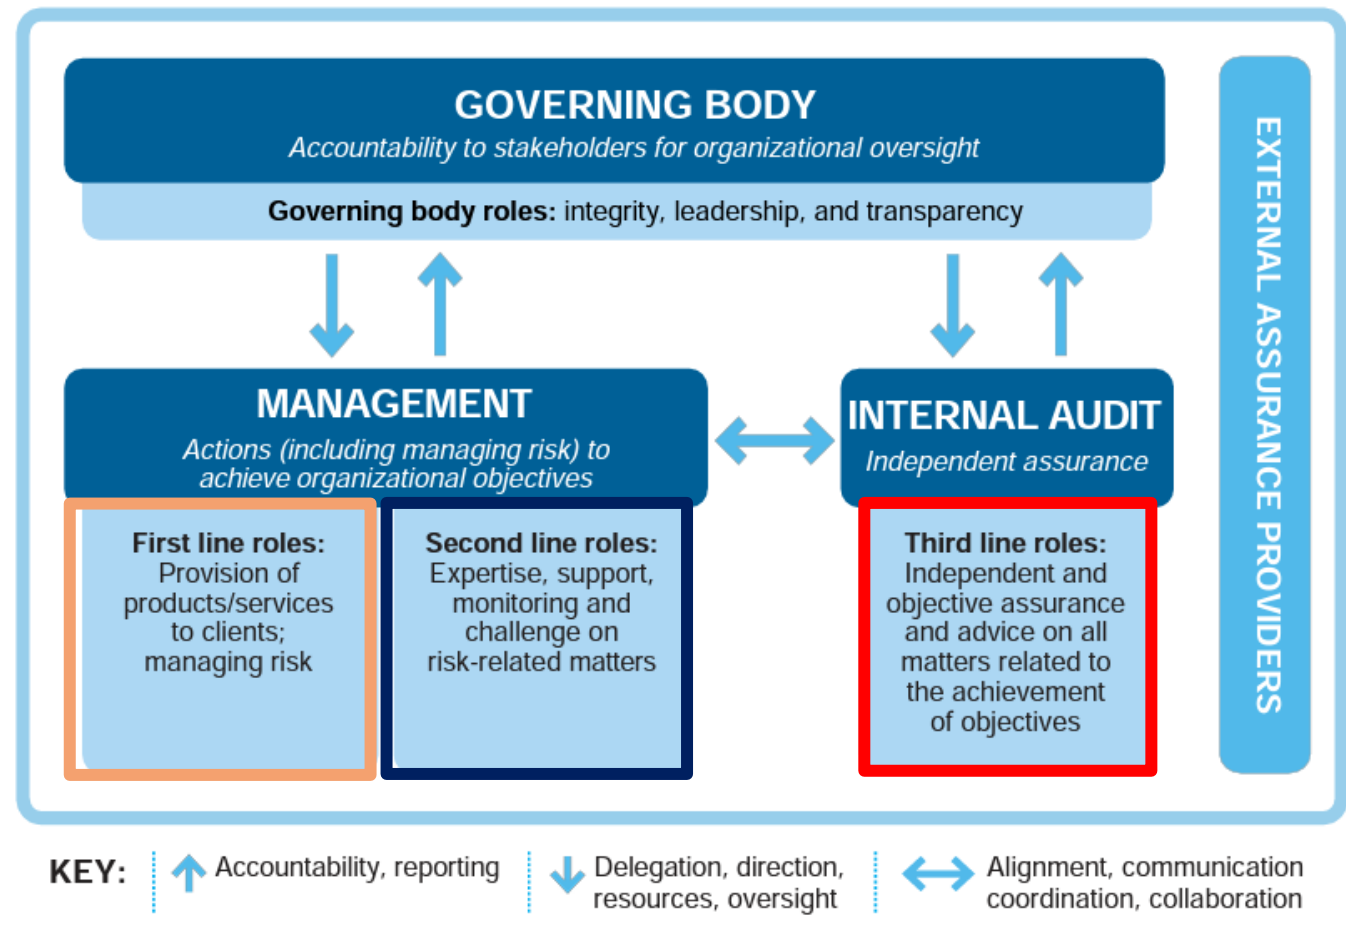 GOVERNING BODY
Accountability to stakeholders for organizational oversight
Governing body roles: integrity, leadership, and transparency
MANAGEMENT
Actions (including managing risk) to
achieve organizational objectives
First line roles:
Provision of
products/services
to clients;
managing risk
Second line roles:
Expertise, support,
monitoring and
challenge on
risk-related matters
INTERNAL AUDIT
Independent assurance
Third line roles:
Independent and
objective assurance
and advice on all
matters related to
the achievement
of objectives
EXTERNAL ASSURANCE PROVIDERS
KEY:
Accountability, reporting
Delegation, direction,
resources, oversight
Alignment, communication
coordination, collaboration